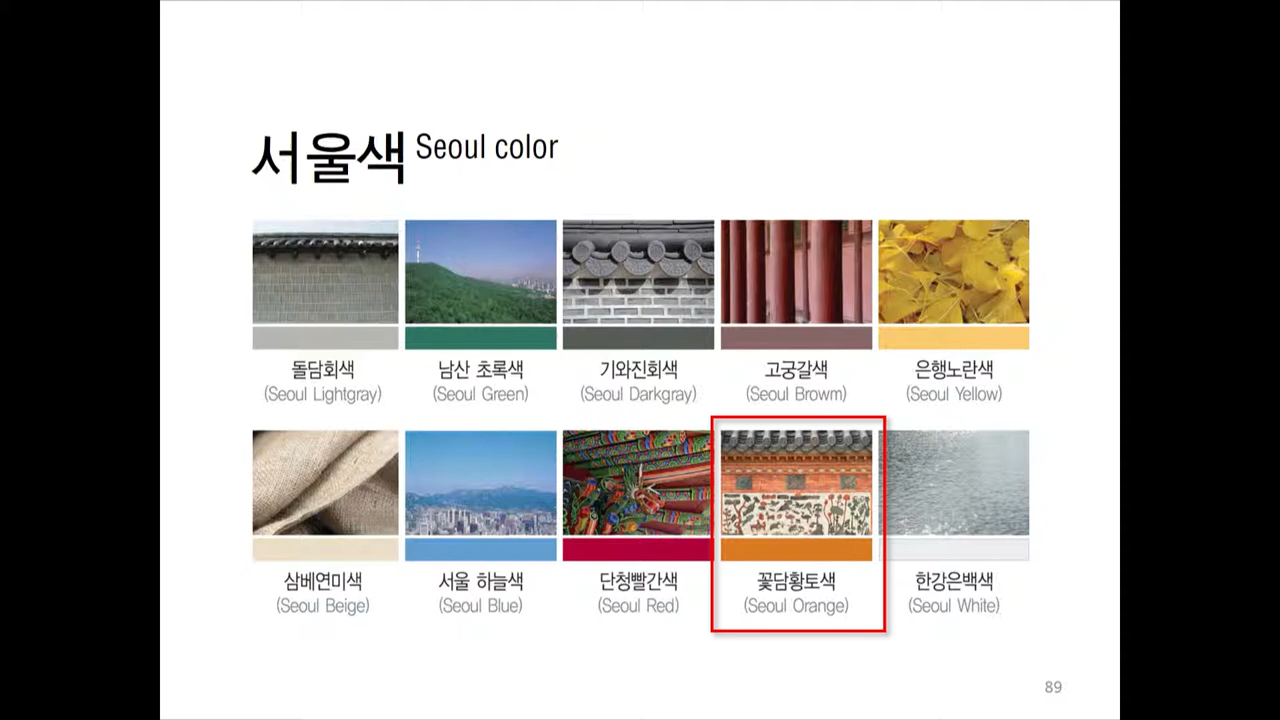 서울색 Seoul color
돌담회색 남산 초록색 기와진회색 고궁갈색 은행노란색
(Seoul Lightgray) (Seoul Green) (Seoul Darkgray) (Seoul Browm) (Seoul Yellow)
삼베연미색 서울 하늘색 단청빨간색 꽃담황토색 한강은백색
(Seoul Beige) (Seoul Blue) (Seoul Red) (Seoul Orange) (Seoul White)
89